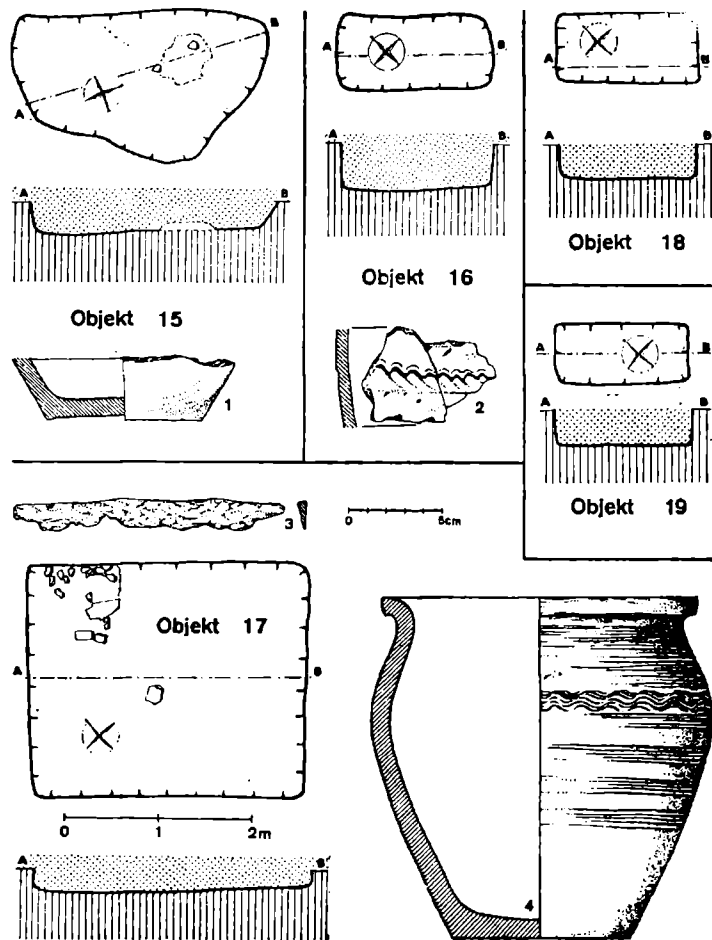 A B
A B
Objekt 15
1
A B
A B
Objekt 16
2
A B
A B
Objekt 18
A B
A B
Objekt 19
3
0 5cm
Objekt 17
A B
0 1 2m
A B
4